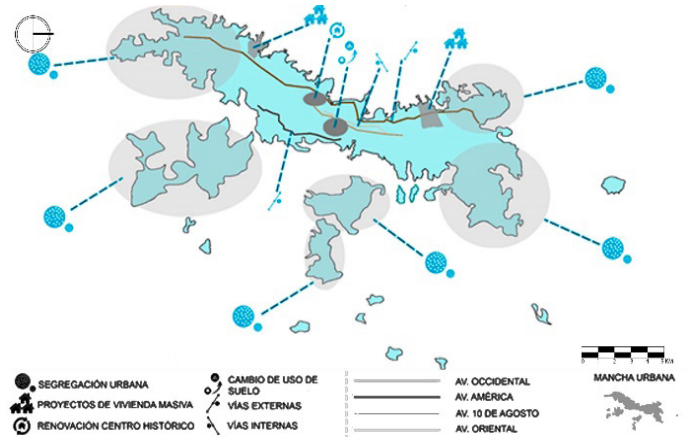 5 KM
SEGREGACIÓN URBANA
PROYECTOS DE VIVIENDA MASIVA
RENOVACIÓN CENTRO HISTÓRICO
CAMBIO DE USO DE
SUELO
VÍAS EXTERNAS
VÍAS INTERNAS
AV. OCCIDENTAL
AV. AMÉRICA
AV. 10 DE AGOSTO
AV. ORIENTAL
MANCHA URBANA